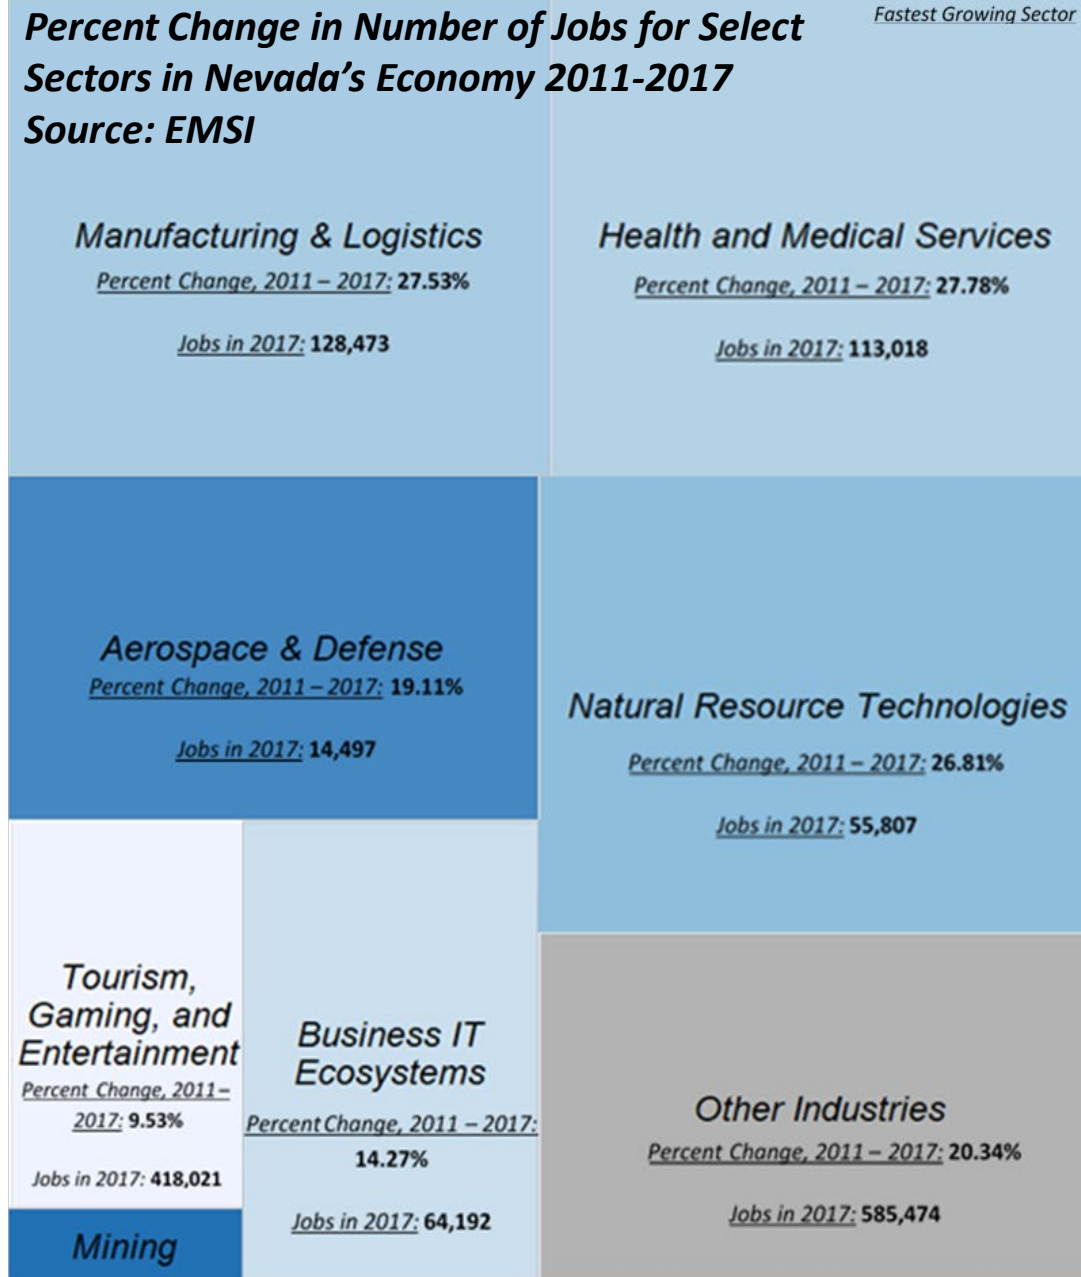 Percent Change in Number of Jobs for Select
Sectors in Nevada’s Economy 2011-2017
Source: EMSI
Fastest Growing Sector
Manufacturing & Logistics
Percent Change, 2011 – 2017: 27.53%
Jobs in 2017: 128,473
Health and Medical Services
Percent Change, 2011 – 2017: 27.78%
Jobs in 2017: 113,018
Aerospace & Defense
Percent Change, 2011 – 2017: 19.11%
Jobs in 2017: 14,497
Natural Resource Technologies
Percent Change, 2011 – 2017: 26.81%
Jobs in 2017: 55,807
Tourism,
Gaming, and
Entertainment
Percent Change, 2011–
2017: 9.53%
Jobs in 2017: 418,021
Business IT
Ecosystems
Percent Change, 2011 – 2017:
14.27%
Jobs in 2017: 64,192
Other Industries
Percent Change, 2011 – 2017: 20.34%
Jobs in 2017: 585,474
Mining